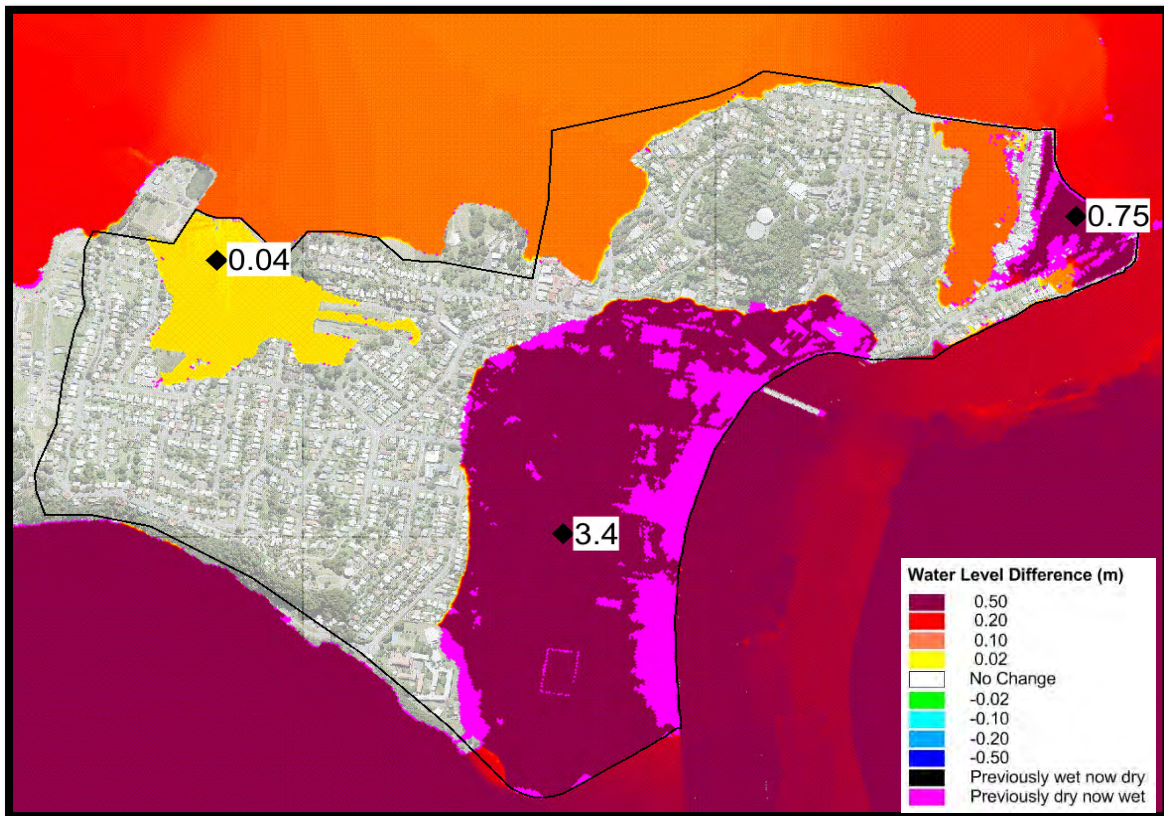 0.75
0.04
3.4
Water Level Difference (m)
0.50
0.20
0.10
0.02
No Change
-0.02
-0.10
-0.20
-0.50
Previously wet now dry
Previously dry now wet